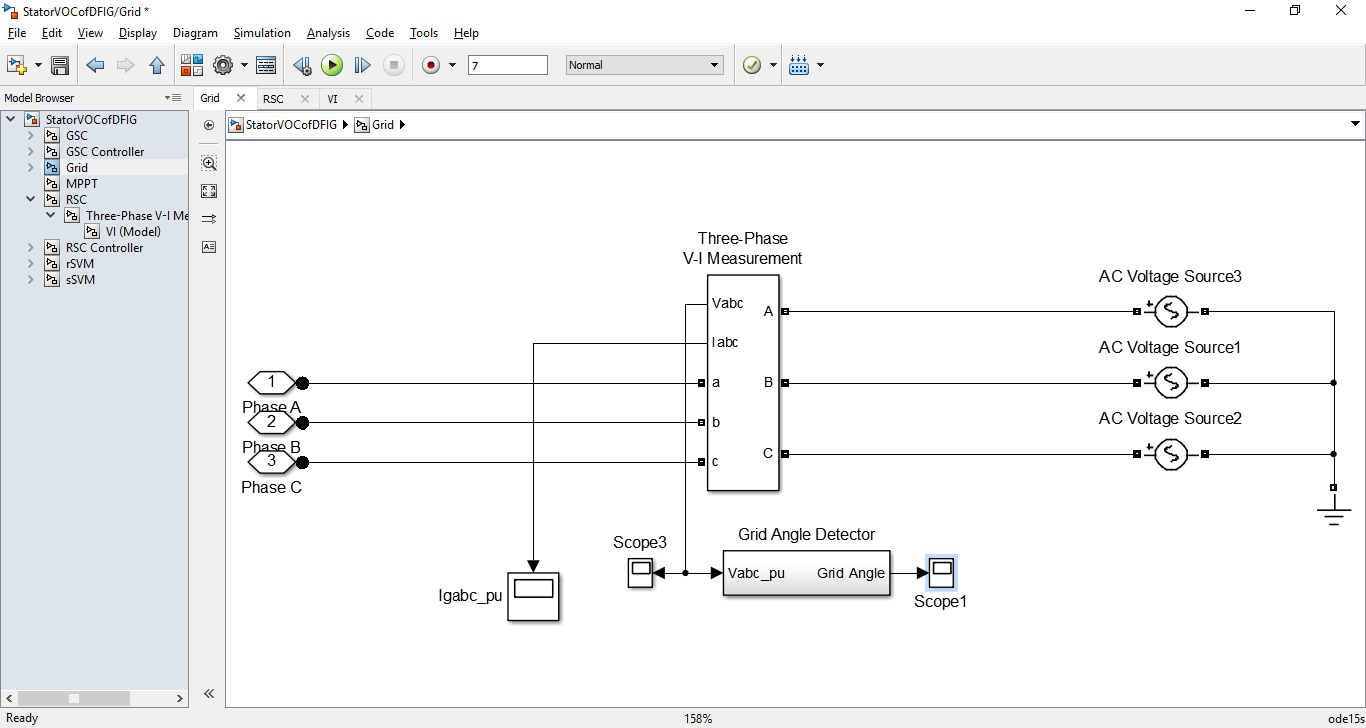 StatorVOCofDFIG/Grid *
File Edit View Display Diagram Simulation Analysis Code Tools Help
7 Normal
Model Browser
Grid RSC VI
StatorVOCofDFIG Grid
StatorVOCofDFIG
GSC
GSC Controller
Grid
MPPT
RSC
Three-Phase V-I Me
VI (Model)
RSC Controller
rSVM
sSVM
Three-Phase
V-I Measurement
Vabc
Iabc
a
b
c
A
B
C
AC Voltage Source3
AC Voltage Source1
AC Voltage Source2
1
Phase A
2
Phase B
3
Phase C
Igabc_pu
Scope3
Grid Angle Detector
Vabc_pu Grid Angle
Scope1
Ready 158% ode15s